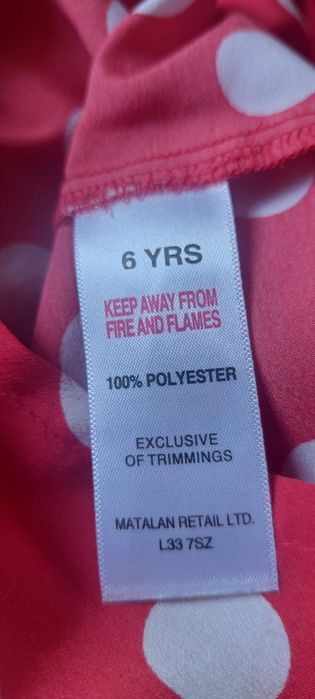 6 YRS
KEEP AWAY FROM
FIRE AND FLAMES
100% POLYESTER
EXCLUSIVE
OF TRIMMINGS
MATALAN RETAIL LTD.
L33 7SZ